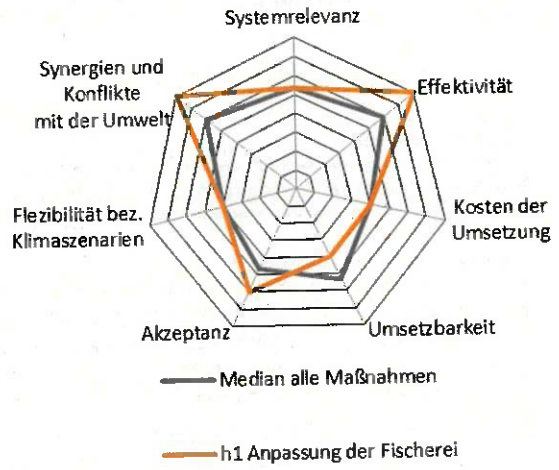 Systemrelevanz
Synergien und
Konflikte
mit der Umwelt
Effektivität
Flezibilität bez.
Klimaszenarien
Kosten der
Umsetzung
Akzeptanz
Umsetzbarkeit
Median alle Maßnahmen
h1 Anpassung der Fischerei